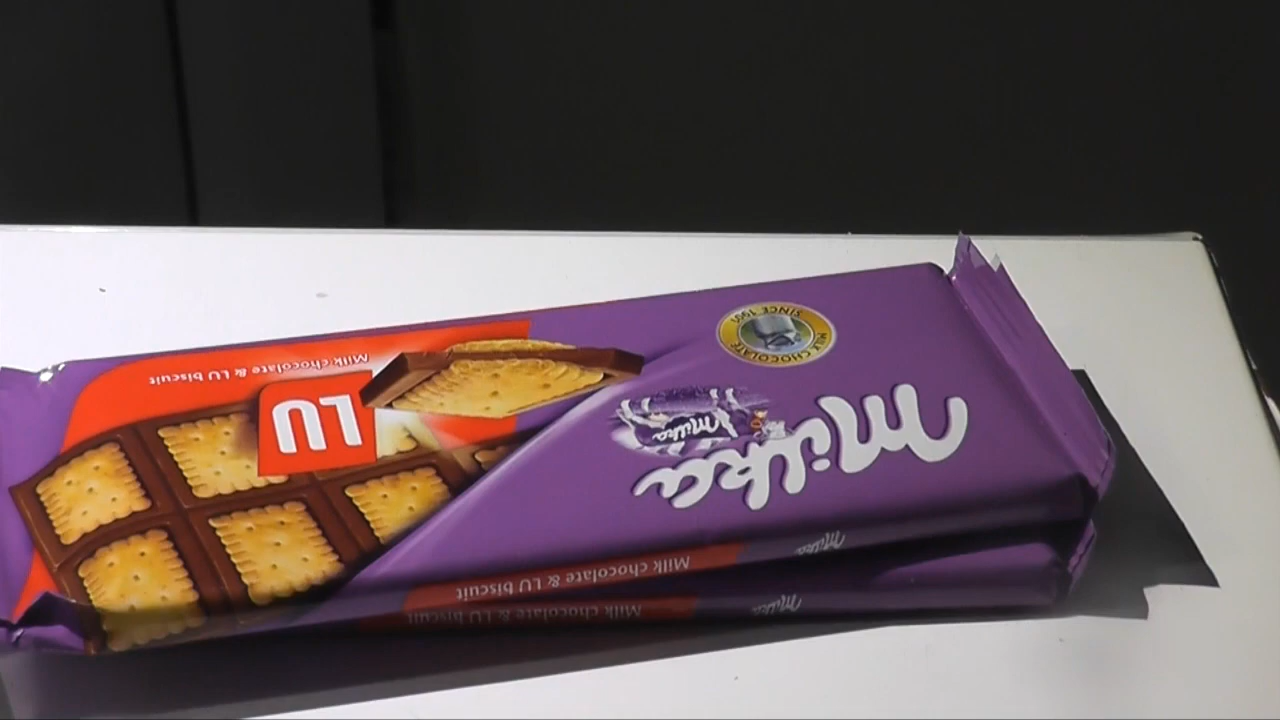 Milk chocolate & LU biscuit
LU
MILK CHOCOLATE
SINCE 1901
Milka
Milka
Milk chocolate & LU biscuit
Milka
Milk chocolate & LU biscuit
Milka